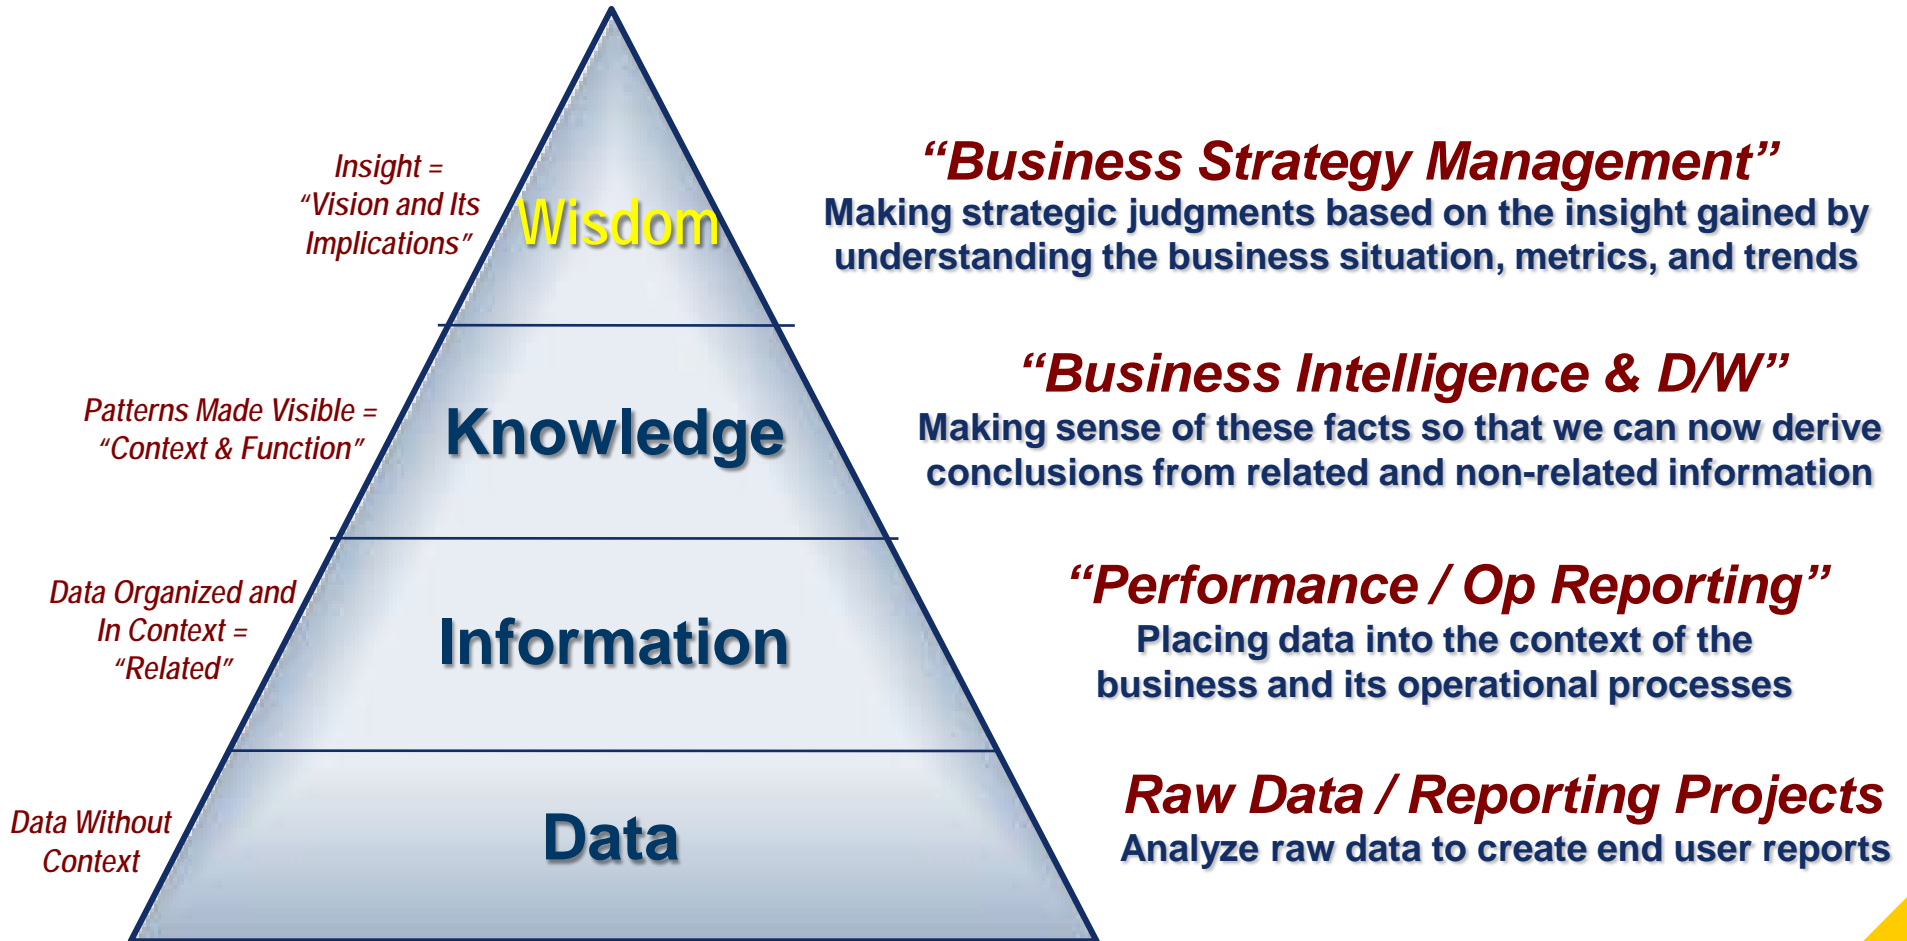 Insight =
“Vision and Its
Implications”
Wisdom
“Business Strategy Management”
Making strategic judgments based on the insight gained by
understanding the business situation, metrics, and trends
Patterns Made Visible =
“Context & Function”
Knowledge
“Business Intelligence & D/W”
Making sense of these facts so that we can now derive
conclusions from related and non-related information
Data Organized and
In Context =
“Related”
Information
“Performance / Op Reporting”
Placing data into the context of the
business and its operational processes
Data Without
Context
Data
Raw Data / Reporting Projects
Analyze raw data to create end user reports